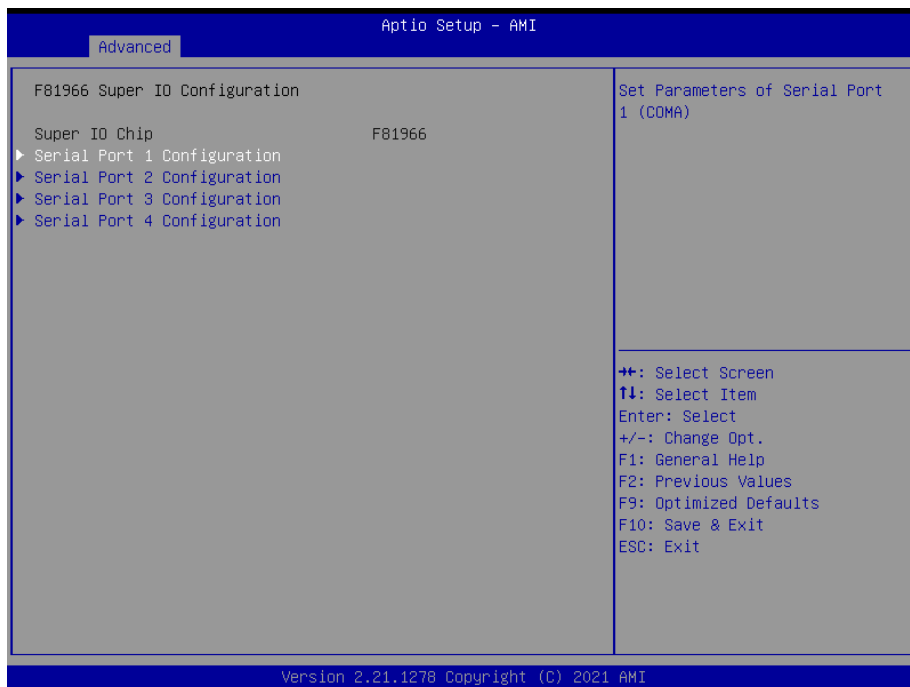 Aptio Setup – AMI
Advanced
F81966 Super IO Configuration
Super IO Chip F81966
▶ Serial Port 1 Configuration
▶ Serial Port 2 Configuration
▶ Serial Port 3 Configuration
▶ Serial Port 4 Configuration
Set Parameters of Serial Port
1 (COMA)
→←: Select Screen
↑↓: Select Item
Enter: Select
+/-: Change Opt.
F1: General Help
F2: Previous Values
F9: Optimized Defaults
F10: Save & Exit
ESC: Exit
Version 2.21.1278 Copyright (C) 2021 AMI